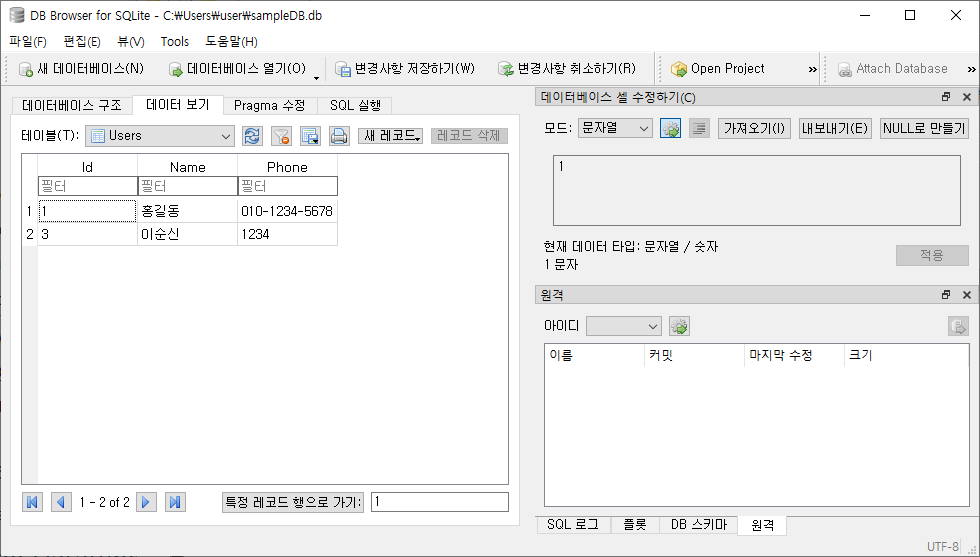 DB Browser for SQLite - C:₩Users₩user₩sampleDB.db
파일(F) 편집(E) 뷰(V) Tools 도움말(H)
새 데이터베이스(N) 데이터베이스 열기(O) 변경사항 저장하기(W) 변경사항 취소하기(R) Open Project » Attach Database »
데이터베이스 구조 데이터 보기 Pragma 수정 SQL 실행
테이블(T): Users 새 레코드 레코드 삭제
Id Name Phone
필터 필터 필터
1 1 홍길동 010-1234-5678
2 3 이순신 1234
1 - 2 of 2 특정 레코드 행으로 가기: 1
데이터베이스 셀 수정하기(C)
모드: 문자열 가져오기(I) 내보내기(E) NULL로 만들기
1
현재 데이터 타입: 문자열 / 숫자
1 문자
적용
원격
아이디
이름 커밋 마지막 수정 크기
SQL 로그 플롯 DB 스키마 원격
UTF-8